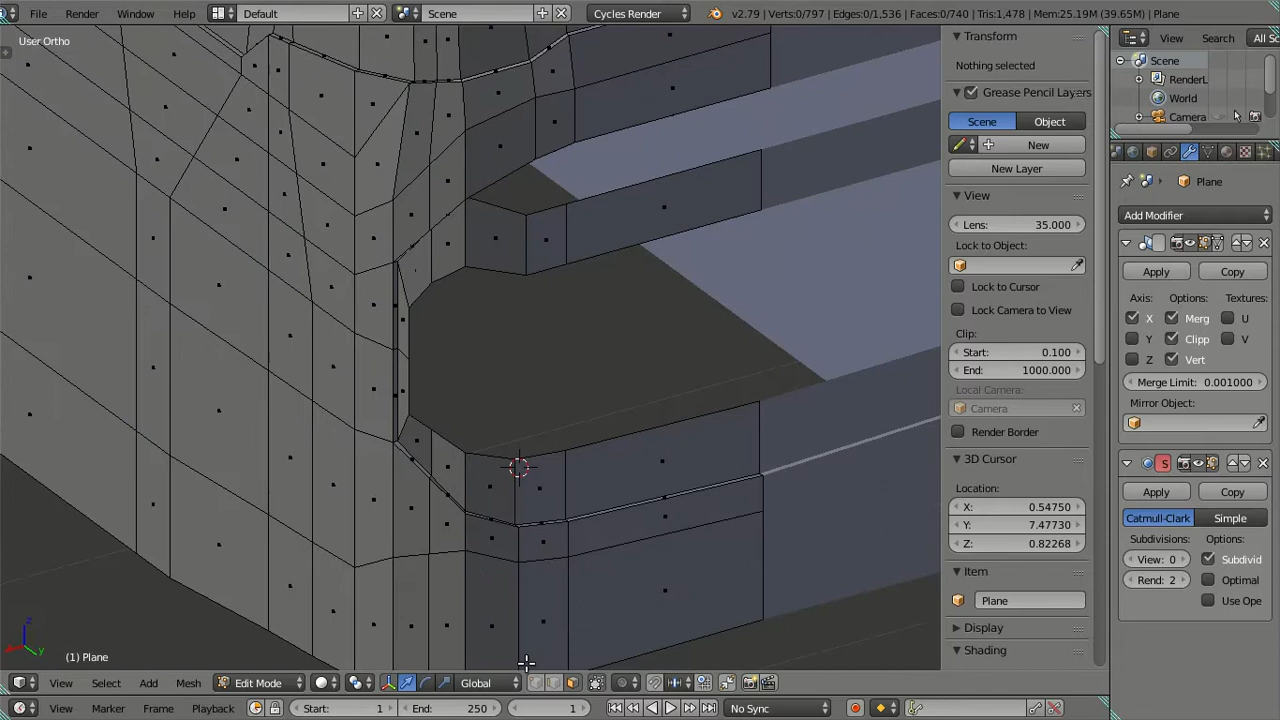 File Render Window Help Default Scene Cycles Render v2.79 | Verts:0/797 | Edges:0/1,536 | Faces:0/740 | Tris:1,478 | Mem:25.19M (39.65M) | Plane
User Ortho
(1) Plane
Transform
Nothing selected
Grease Pencil Layers
Scene Object
New
New Layer
View
Lens: 35.000
Lock to Object:
Lock to Cursor
Lock Camera to View
Clip:
Start: 0.100
End: 1000.000
Local Camera:
Camera
Render Border
3D Cursor
Location:
X: 0.54750
Y: 7.47730
Z: 0.82268
Item
Plane
Display
Shading
View Search All Sc
Scene
RenderL
World
Camera
Plane
Add Modifier
Apply Copy
Axis: Options: Textures:
X Merg U
Y Clipp V
Z Vert
Merge Limit: 0.001000
Mirror Object:
S
Apply Copy
Catmull-Clark Simple
Subdivisions: Options:
View: 0 Subdivid
Rend: 2 Optimal
Use Ope
View Select Add Mesh Edit Mode Global
View Marker Frame Playback Start: 1 End: 250 1 No Sync